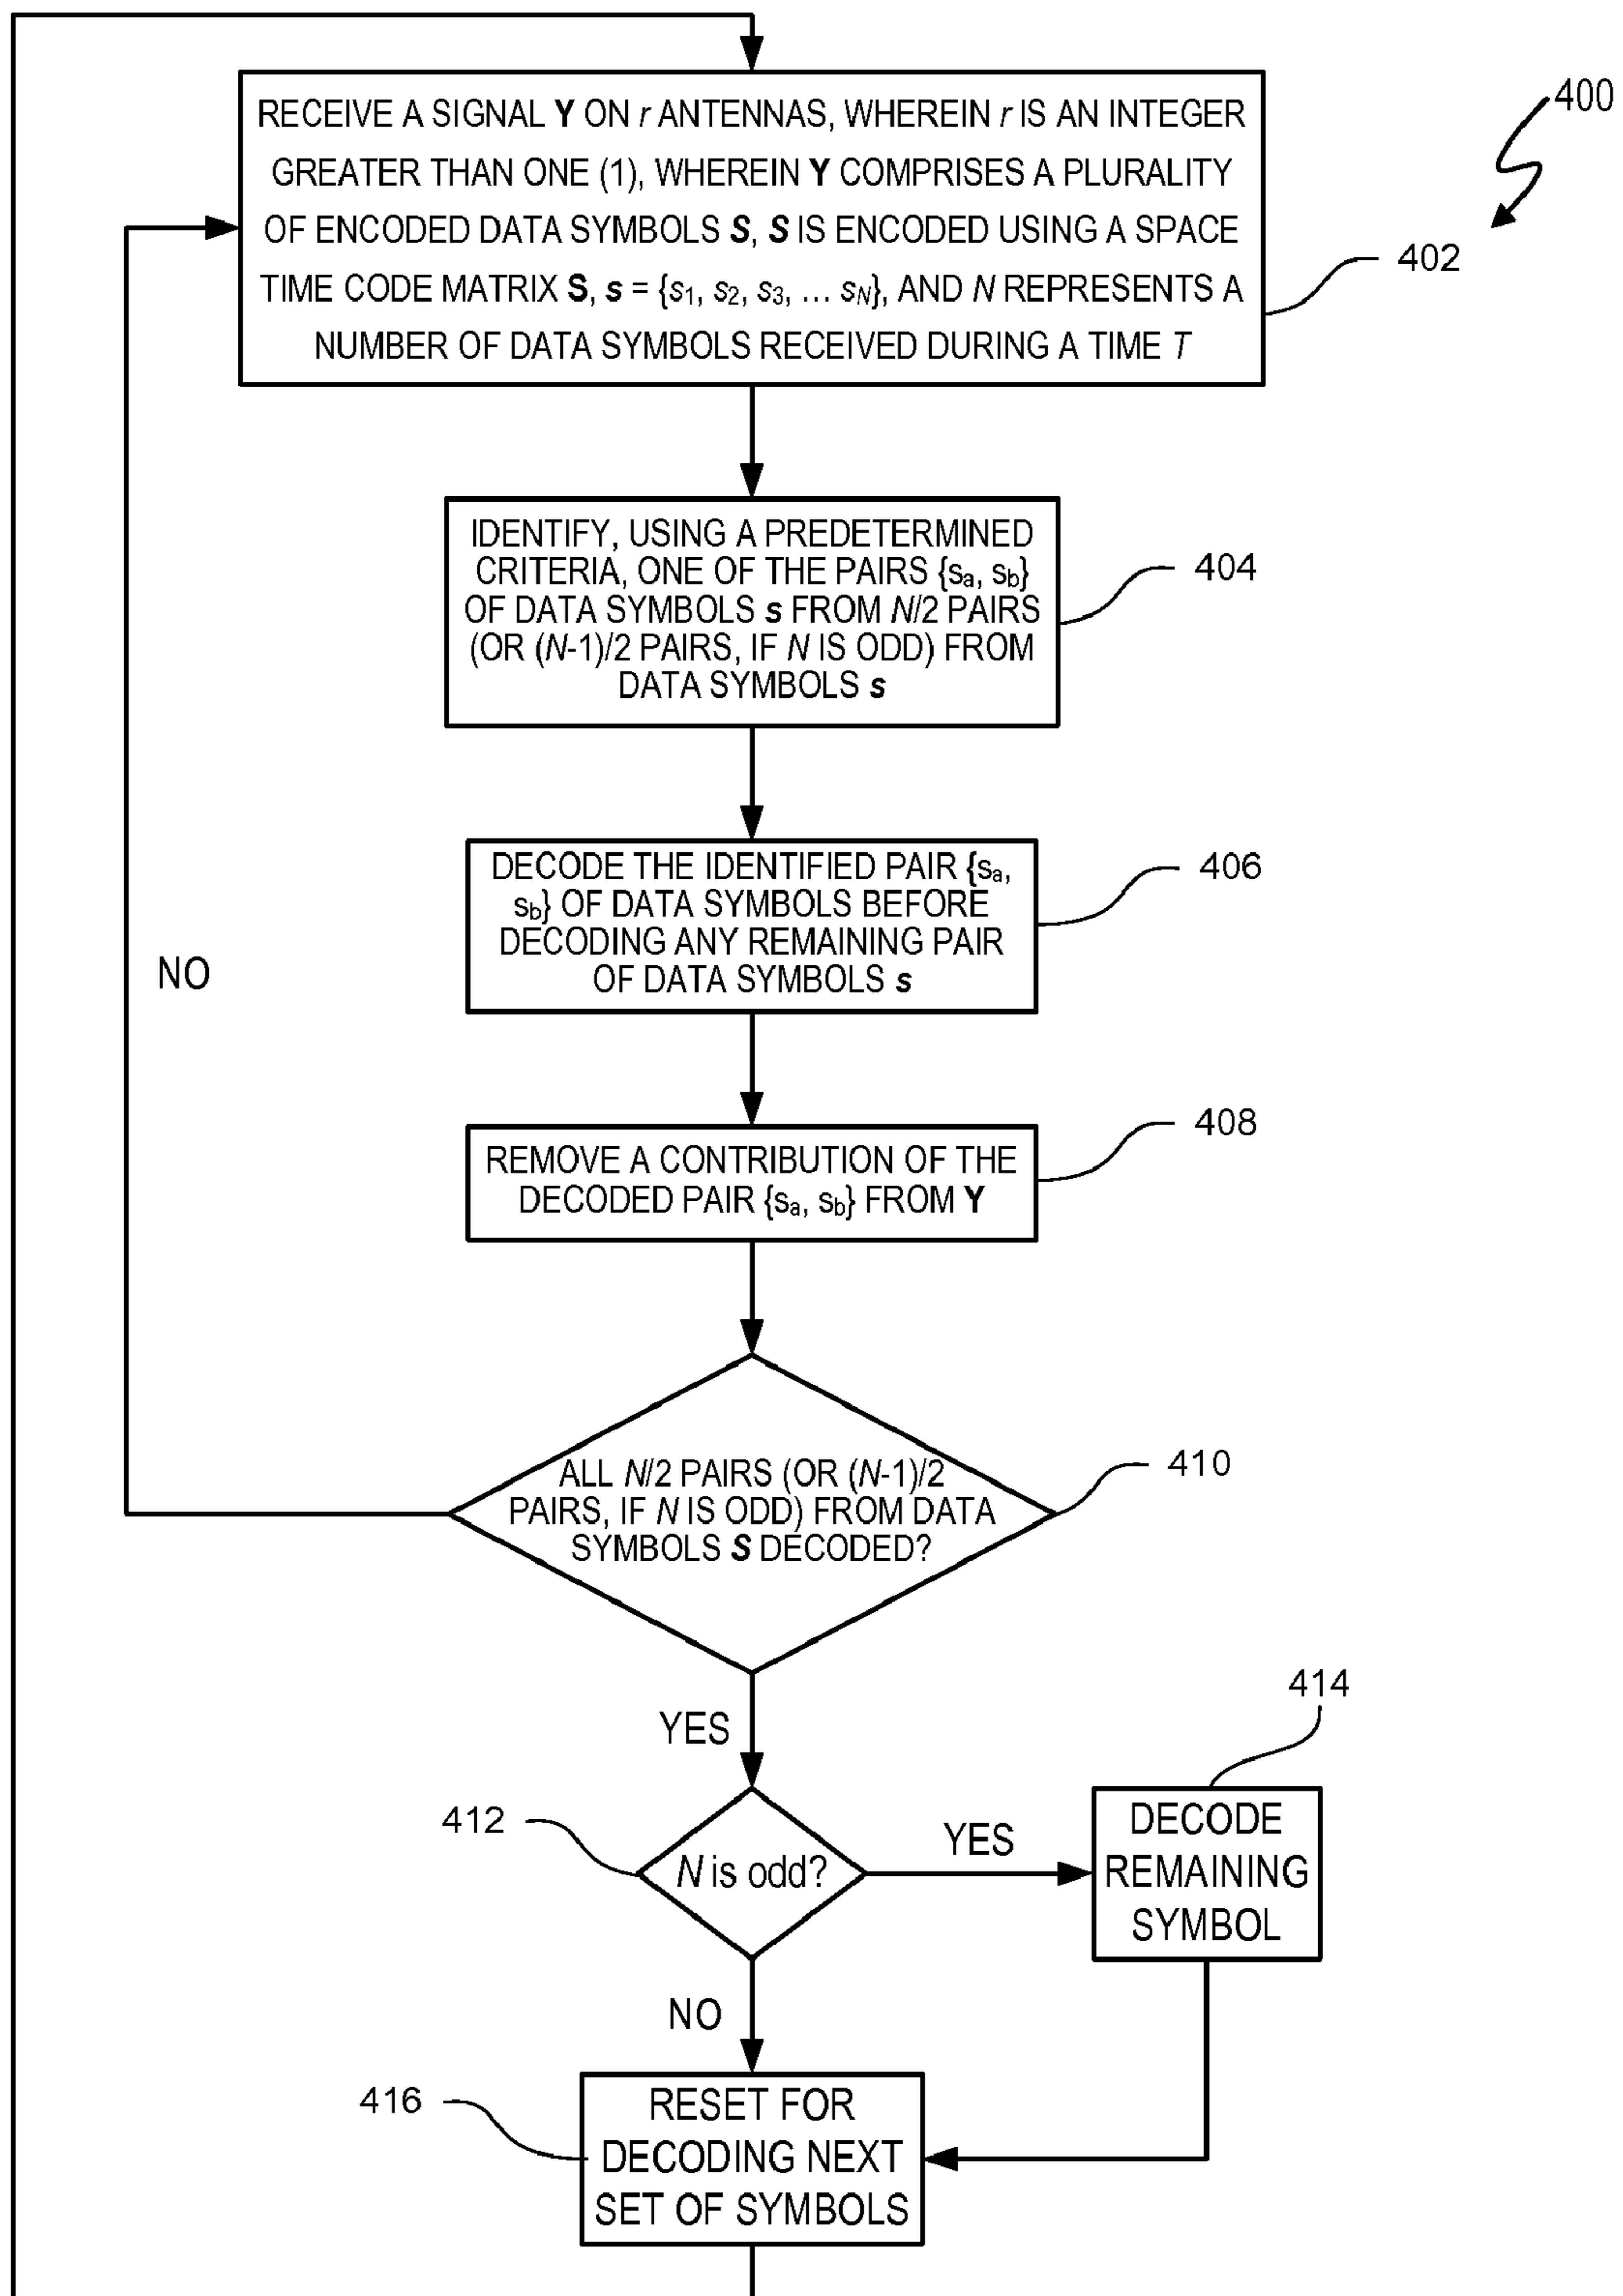 400
RECEIVE A SIGNAL Y ON r ANTENNAS, WHEREIN r IS AN INTEGER
GREATER THAN ONE (1), WHEREIN Y COMPRISES A PLURALITY
OF ENCODED DATA SYMBOLS S, S IS ENCODED USING A SPACE
TIME CODE MATRIX S, s = {s1, s2, s3, ... sN}, AND N REPRESENTS A
NUMBER OF DATA SYMBOLS RECEIVED DURING A TIME T
402
IDENTIFY, USING A PREDETERMINED
CRITERIA, ONE OF THE PAIRS {sa, sb}
OF DATA SYMBOLS s FROM N/2 PAIRS
(OR (N-1)/2 PAIRS, IF N IS ODD) FROM
DATA SYMBOLS s
404
DECODE THE IDENTIFIED PAIR {sa,
sb} OF DATA SYMBOLS BEFORE
DECODING ANY REMAINING PAIR
OF DATA SYMBOLS s
406
NO
REMOVE A CONTRIBUTION OF THE
DECODED PAIR {sa, sb} FROM Y
408
ALL N/2 PAIRS (OR (N-1)/2
PAIRS, IF N IS ODD) FROM DATA
SYMBOLS S DECODED?
410
YES
412
N is odd?
YES
414
DECODE
REMAINING
SYMBOL
NO
416
RESET FOR
DECODING NEXT
SET OF SYMBOLS